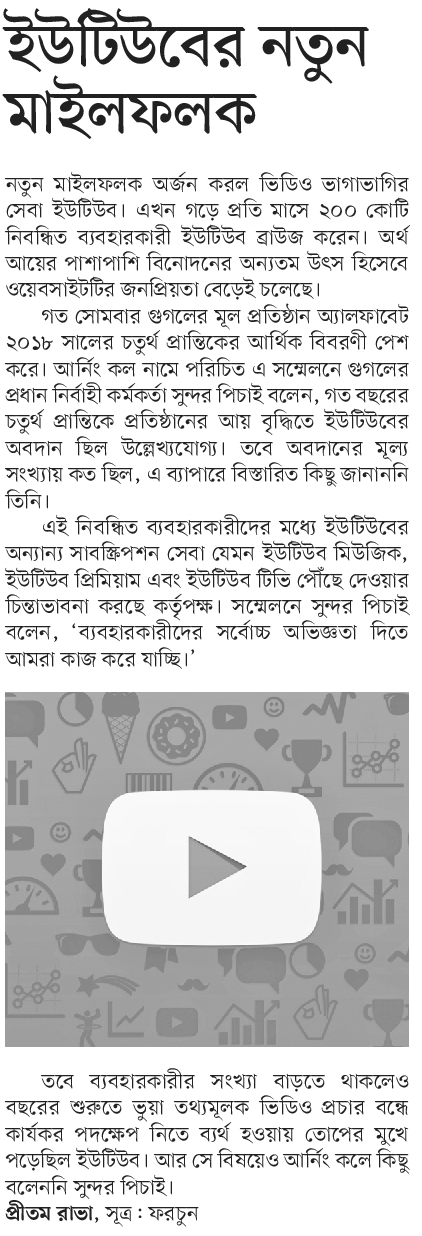 ইউটিউবের নতুন
মাইলফলক
নতুন মাইলফলক অর্জন করল ভিডিও ভাগাভাগির
সেবা ইউটিউব। এখন গড়ে প্রতি মাসে ২০০ কোটি
নিবন্ধিত ব্যবহারকারী ইউটিউব ব্রাউজ করেন। অর্থ
আয়ের পাশাপাশি বিনোদনের অন্যতম উৎস হিসেবে
ওয়েবসাইটটির জনপ্রিয়তা বেড়েই চলেছে।
গত সোমবার গুগলের মূল প্রতিষ্ঠান অ্যালফাবেট
২০১৮ সালের চতুর্থ প্রান্তিকের আর্থিক বিবরণী পেশ
করে। আর্নিং কল নামে পরিচিত এ সম্মেলনে গুগলের
প্রধান নির্বাহী কর্মকর্তা সুন্দর পিচাই বলেন, গত বছরের
চতুর্থ প্রান্তিকে প্রতিষ্ঠানের আয় বৃদ্ধিতে ইউটিউবের
অবদান ছিল উল্লেখ্যযোগ্য। তবে অবদানের মূল্য
সংখ্যায় কত ছিল, এ ব্যাপারে বিস্তারিত কিছু জানাননি
তিনি।
এই নিবন্ধিত ব্যবহারকারীদের মধ্যে ইউটিউবের
অন্যান্য সাবস্ক্রিপশন সেবা যেমন ইউটিউব মিউজিক,
ইউটিউব প্রিমিয়াম এবং ইউটিউব টিভি পৌঁছে দেওয়ার
চিন্তাভাবনা করছে কর্তৃপক্ষ। সম্মেলনে সুন্দর পিচাই
বলেন, ‘ব্যবহারকারীদের সর্বোচ্চ অভিজ্ঞতা দিতে
আমরা কাজ করে যাচ্ছি।’
তবে ব্যবহারকারীর সংখ্যা বাড়তে থাকলেও
বছরের শুরুতে ভুয়া তথ্যমূলক ভিডিও প্রচার বন্ধে
কার্যকর পদক্ষেপ নিতে ব্যর্থ হওয়ায় তোপের মুখে
পড়েছিল ইউটিউব। আর সে বিষয়েও আর্নিং কলে কিছু
বলেননি সুন্দর পিচাই।
প্রীতম রাভা, সূত্র : ফরচুন